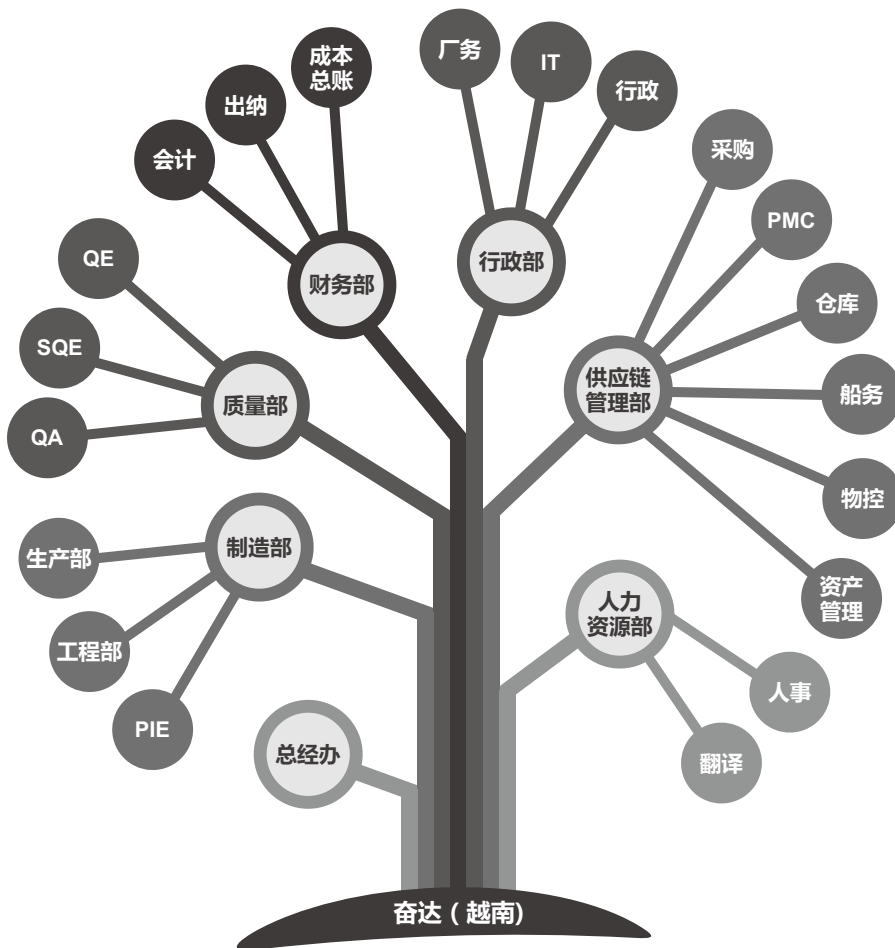 厂务
IT
成本
总账
行政
出纳
会计
采购
PMC
QE
行政部
财务部
仓库
SQE
供应链
管理部
船务
质量部
QA
物控
制造部
生产部
资产
管理
人力
资源部
工程部
人事
PIE
总经办
翻译
奋达（越南)